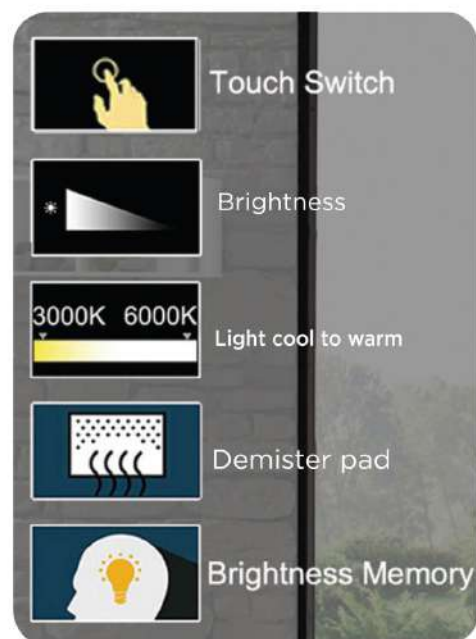 Touch Switch
Brightness
3000K 6000K
Light cool to warm
Demister pad
Brightness Memory